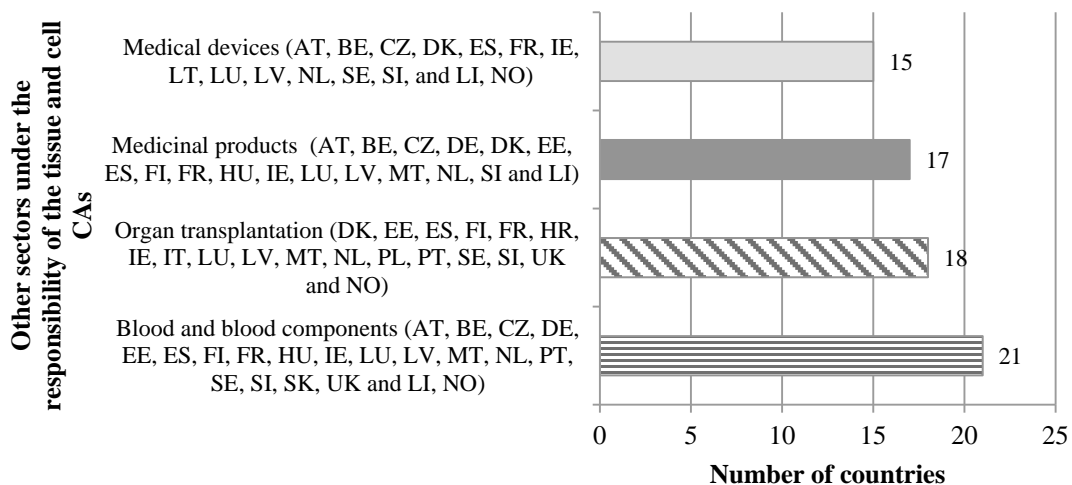 Other sectors under the
responsibility of the tissue and cell
CAs
Medical devices (AT, BE, CZ, DK, ES, FR, IE,
LT, LU, LV, NL, SE, SI, and LI, NO)
15
Medicinal products (AT, BE, CZ, DE, DK, EE,
ES, FI, FR, HU, IE, LU, LV, MT, NL, SI and LI)
17
Organ transplantation (DK, EE, ES, FI, FR, HR,
IE, IT, LU, LV, MT, NL, PL, PT, SE, SI, UK
and NO)
18
Blood and blood components (AT, BE, CZ, DE,
EE, ES, FI, FR, HU, IE, LU, LV, MT, NL, PT,
SE, SI, SK, UK and LI, NO)
21
0 5 10 15 20 25
Number of countries